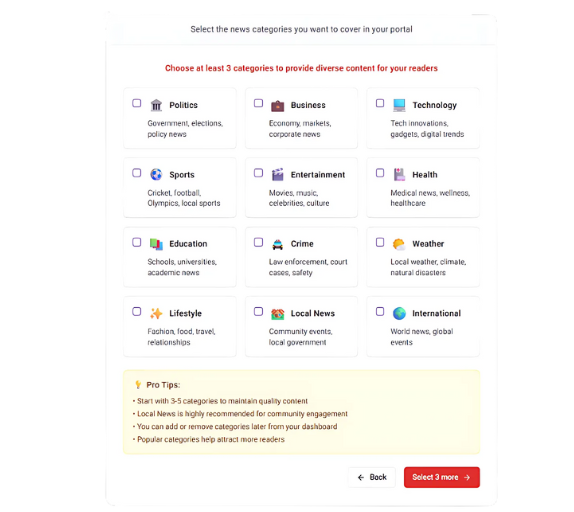 Select the news categories you want to cover in your portal
Choose at least 3 categories to provide diverse content for your readers
Politics
Government, elections,
policy news
Business
Economy, markets,
corporate news
Technology
Tech innovations,
gadgets, digital trends
Sports
Cricket, football,
Olympics, local sports
Entertainment
Movies, music,
celebrities, culture
Health
Medical news, wellness,
healthcare
Education
Schools, universities,
academic news
Crime
Law enforcement, court
cases, safety
Weather
Local weather, climate,
natural disasters
Lifestyle
Fashion, food, travel,
relationships
Local News
Community events,
local government
International
World news, global
events
Pro Tips:
• Start with 3-5 categories to maintain quality content
• Local News is highly recommended for community engagement
• You can add or remove categories later from your dashboard
• Popular categories help attract more readers
← Back
Select 3 more →